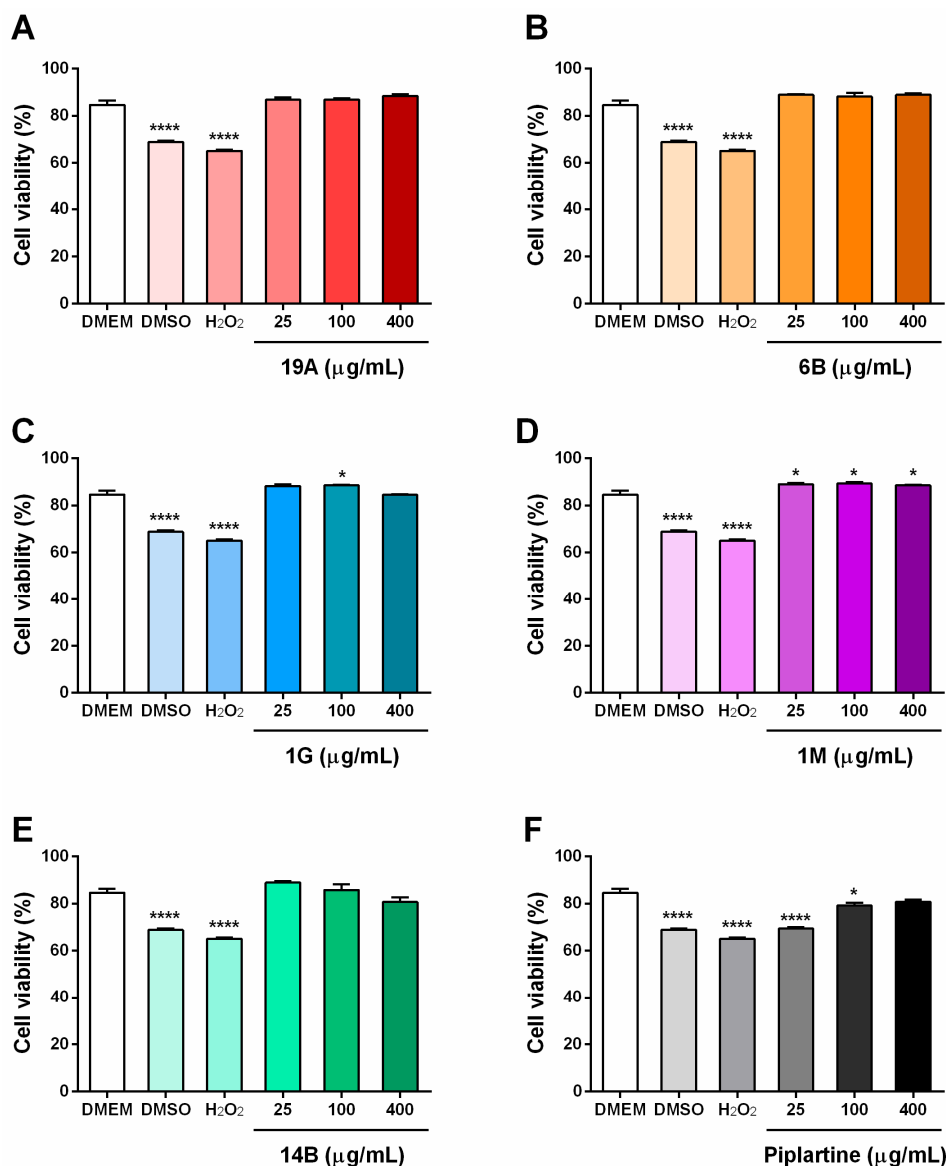 A
Cell viability (%)
100
80
60
40
20
0
****
****
DMEM DMSO H₂O₂ 25 100 400
19A (μg/mL)
B
Cell viability (%)
100
80
60
40
20
0
****
****
DMEM DMSO H₂O₂ 25 100 400
6B (μg/mL)
C
Cell viability (%)
100
80
60
40
20
0
****
****
*
DMEM DMSO H₂O₂ 25 100 400
1G (μg/mL)
D
Cell viability (%)
100
80
60
40
20
0
****
****
*
*
*
DMEM DMSO H₂O₂ 25 100 400
1M (μg/mL)
E
Cell viability (%)
100
80
60
40
20
0
****
****
DMEM DMSO H₂O₂ 25 100 400
14B (μg/mL)
F
Cell viability (%)
100
80
60
40
20
0
****
****
****
*
DMEM DMSO H₂O₂ 25 100 400
Piplartine (μg/mL)